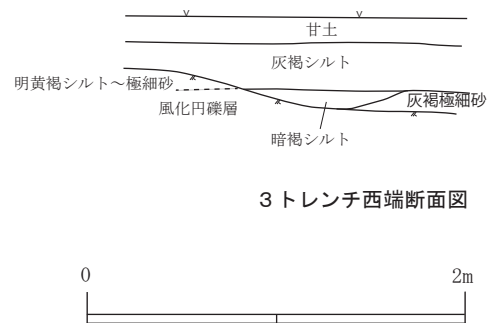 甘土
灰褐シルト
明黄褐シルト～極細砂
風化円礫層
灰褐極細砂
暗褐シルト
3トレンチ西端断面図
0
2m